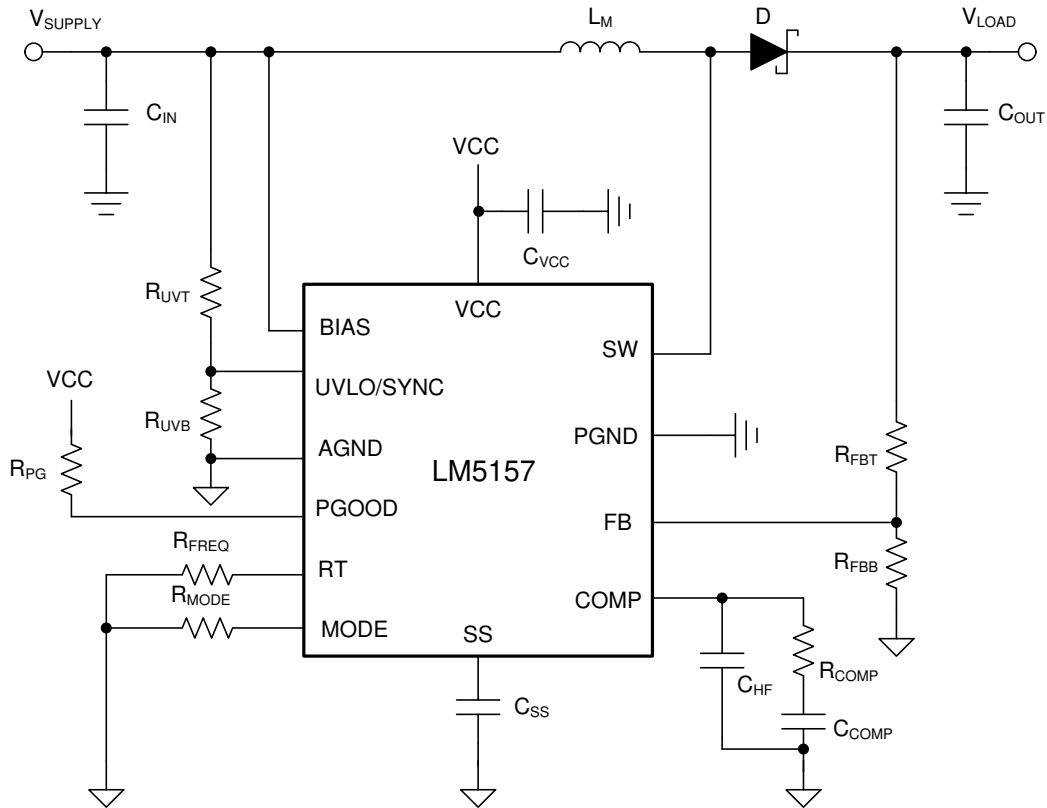 VSUPPLY
LM
D
VLOAD
CIN
COUT
VCC
CVCC
RUVT
BIAS
VCC
SW
UVLO/SYNC
VCC
RUVB
AGND
PGND
RPG
LM5157
RFBT
PGOOD
FB
RFREQ
RT
RFBB
RMODE
COMP
MODE
SS
CHF
RCOMP
CSS
CCOMP